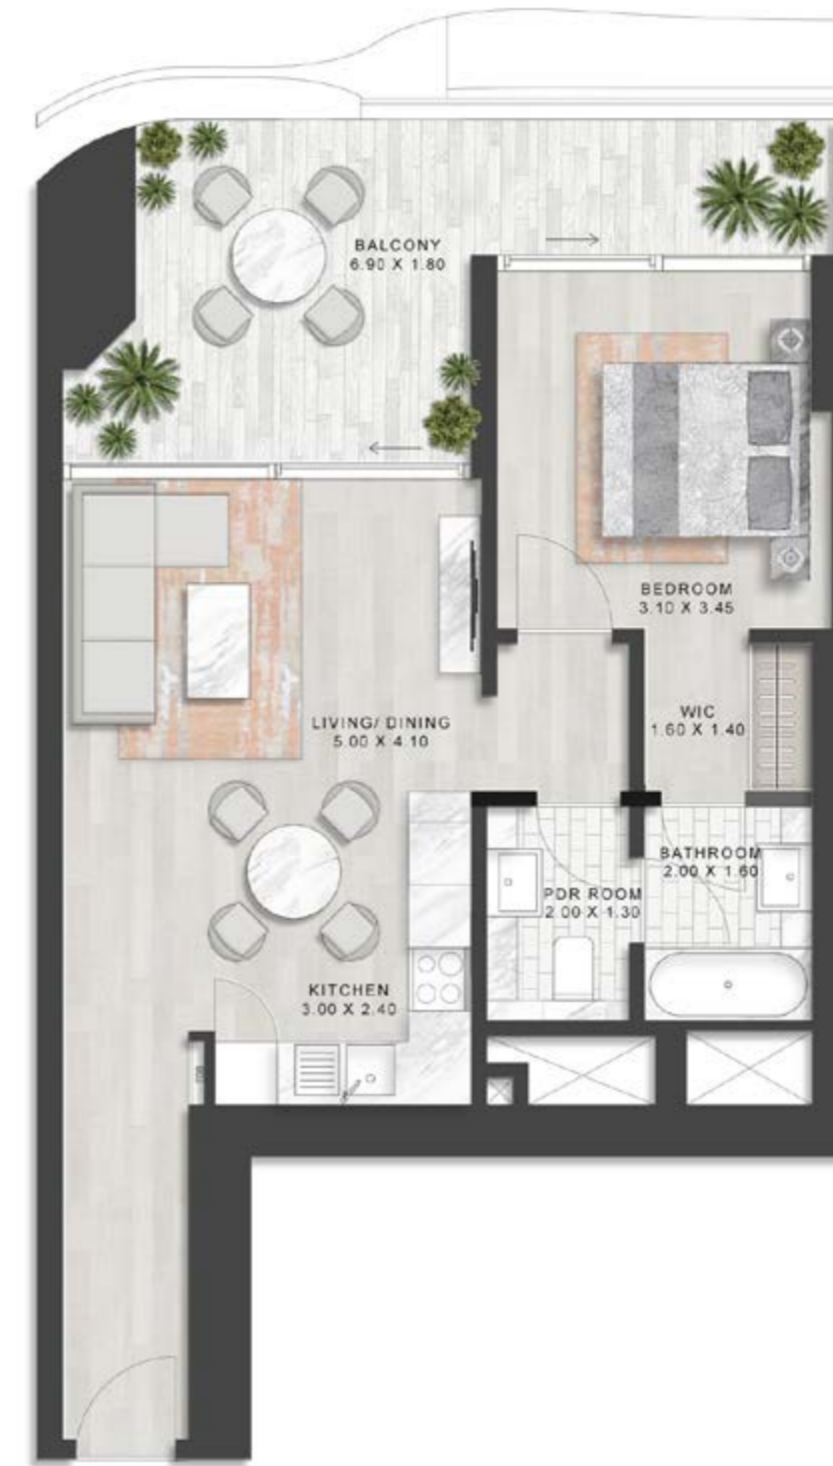 BALCONY
6.90 X 1.80
BEDROOM
3.10 X 3.45
LIVING/ DINING
5.00 X 4.10
WIC
1.60 X 1.40
BATHROOM
2.00 X 1.60
PDR ROOM
2.00 X 1.30
KITCHEN
3.00 X 2.40